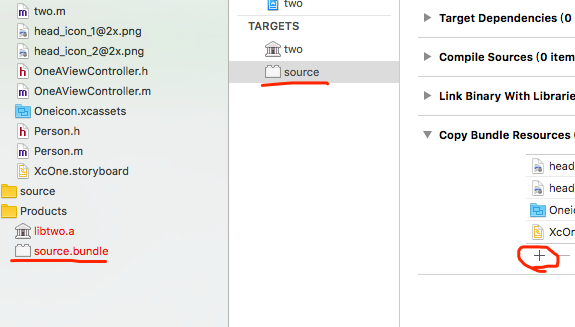 two.m
head_icon_1@2x.png
head_icon_2@2x.png
OneAViewController.h
OneAViewController.m
Oneicon.xcassets
Person.h
Person.m
XcOne.storyboard
source
Products
libtwo.a
source.bundle
two
TARGETS
two
source
Target Dependencies (0
Compile Sources (0 item
Link Binary With Librarie
Copy Bundle Resources (
head_
head_
Oneic
XcOn